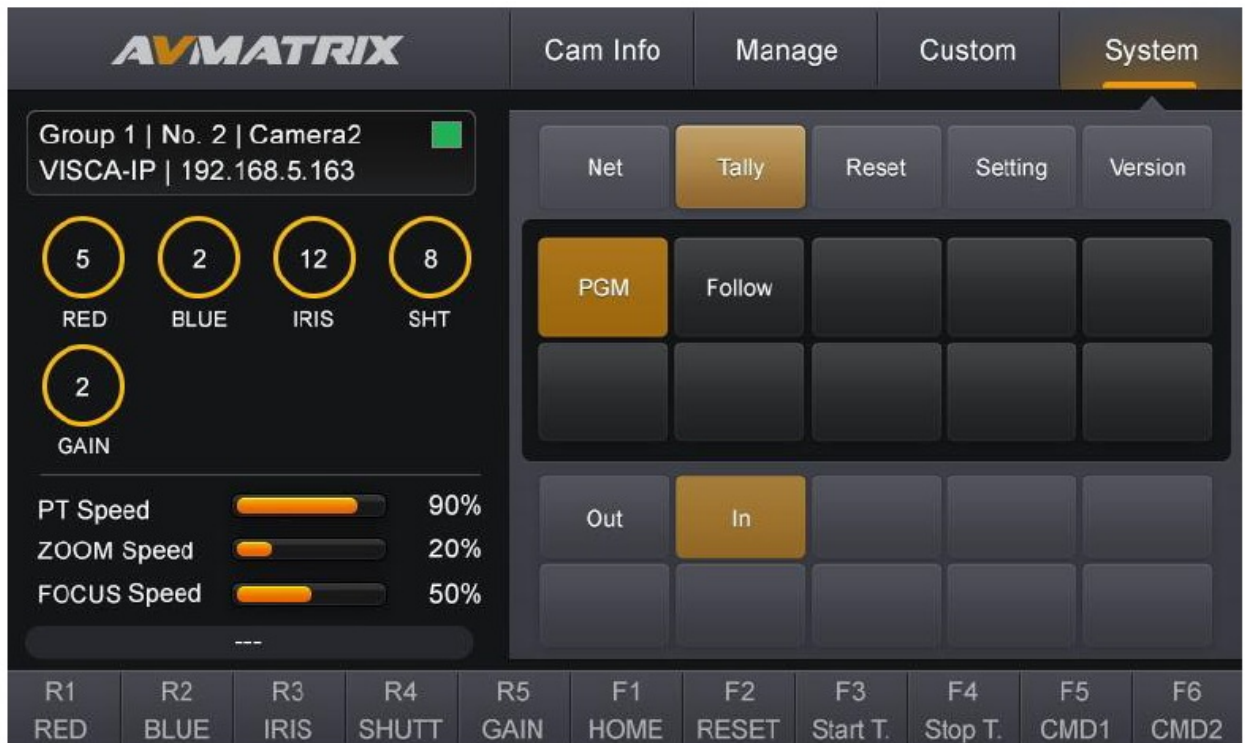 AVMATRIX
Cam Info Manage Custom System
Group 1 | No. 2 | Camera2
VISCA-IP | 192.168.5.163
5 2 12 8
RED BLUE IRIS SHT
2
GAIN
PT Speed 90%
ZOOM Speed 20%
FOCUS Speed 50%
---
Net Tally Reset Setting Version
PGM Follow
Out In
R1 R2 R3 R4 R5 F1 F2 F3 F4 F5 F6
RED BLUE IRIS SHUTT GAIN HOME RESET Start T. Stop T. CMD1 CMD2